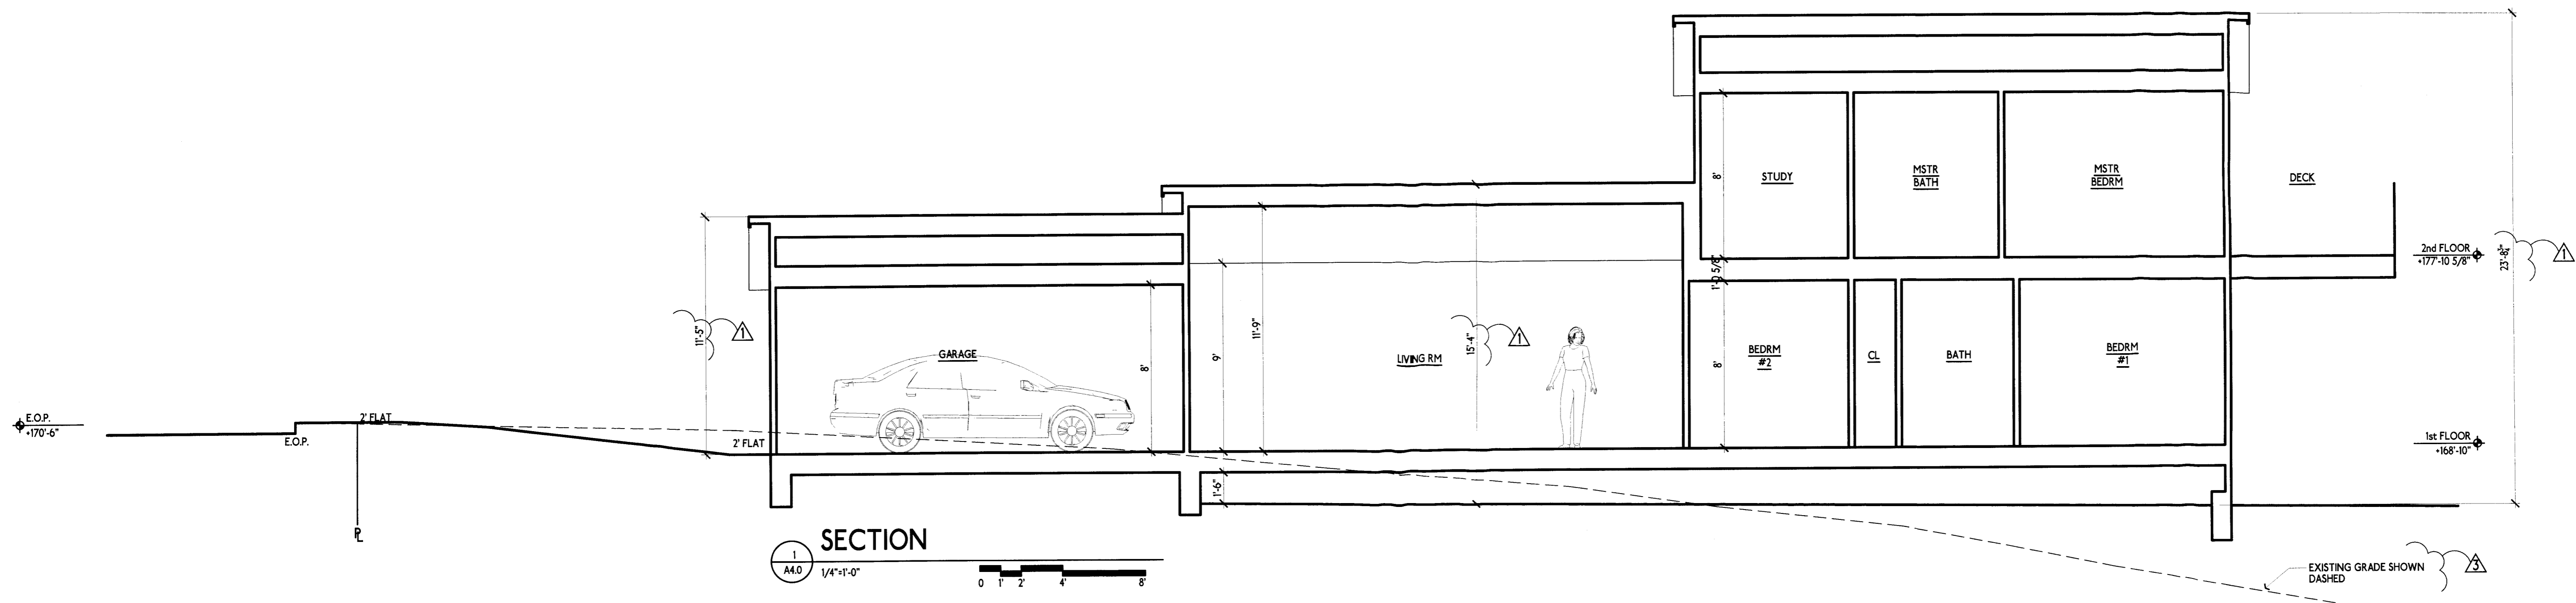 STUDY
MSTR
BATH
MSTR
BEDRM
DECK
8'
2nd FLOOR
+177'-10 5/8"
23'-8¾"
1
1'-0 5/8"
11'-5"
1
GARAGE
8'
9'
11'-9"
LIVING RM
15'-4"
1
8'
BEDRM
#2
CL
BATH
BEDRM
#1
E.O.P.
+170'-6"
E.O.P.
2' FLAT
2' FLAT
1st FLOOR
+168'-10"
1'-6"
PL
1
A4.0
SECTION
1/4"=1'-0"
0 1' 2' 4' 8'
EXISTING GRADE SHOWN
DASHED
3